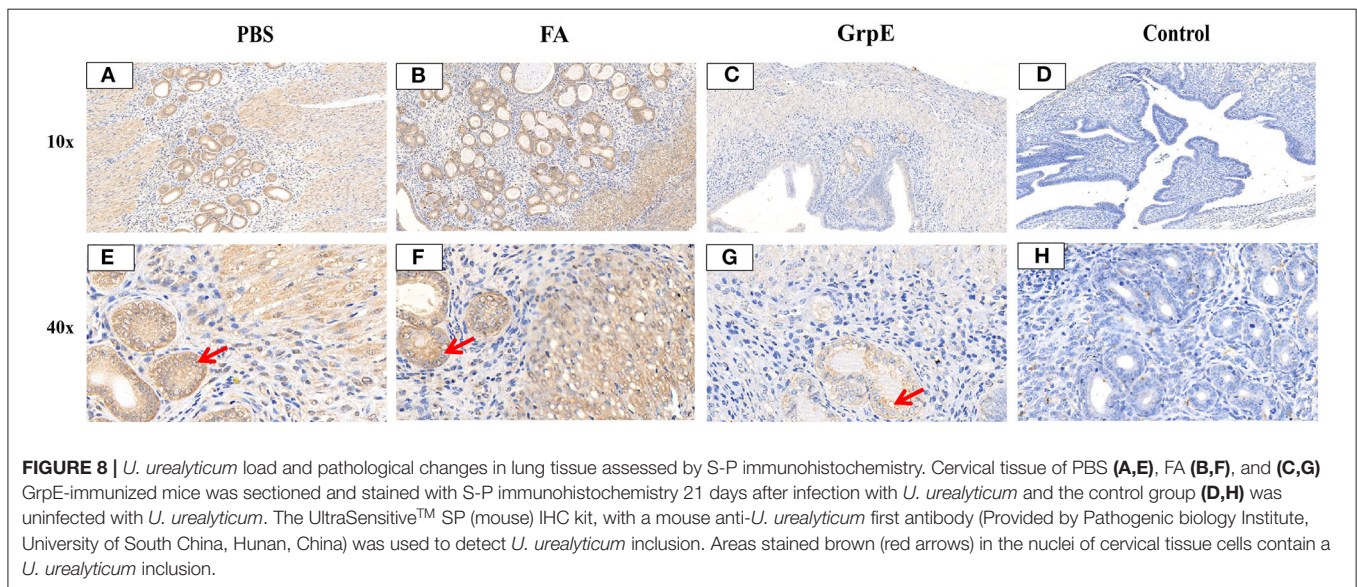 PBS FA GrpE Control
A B C D
10x
E F G H
40x
FIGURE 8 | U. urealyticum load and pathological changes in lung tissue assessed by S-P immunohistochemistry. Cervical tissue of PBS (A,E), FA (B,F), and (C,G)
GrpE-immunized mice was sectioned and stained with S-P immunohistochemistry 21 days after infection with U. urealyticum and the control group (D,H) was
uninfected with U. urealyticum. The UltraSensitive™ SP (mouse) IHC kit, with a mouse anti-U. urealyticum first antibody (Provided by Pathogenic biology Institute,
University of South China, Hunan, China) was used to detect U. urealyticum inclusion. Areas stained brown (red arrows) in the nuclei of cervical tissue cells contain a
U. urealyticum inclusion.